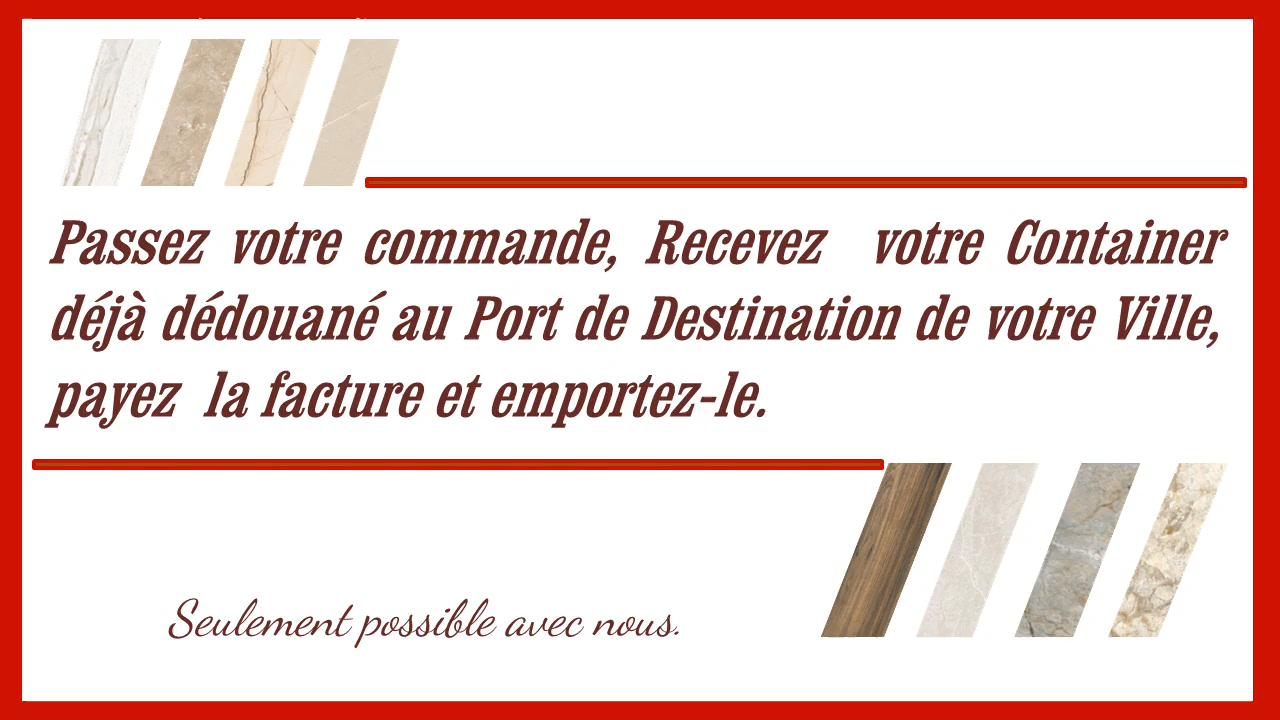 Passez votre commande, Recevez votre Container
déjà dédouané au Port de Destination de votre Ville,
payez la facture et emportez-le.
Seulement possible avec nous.